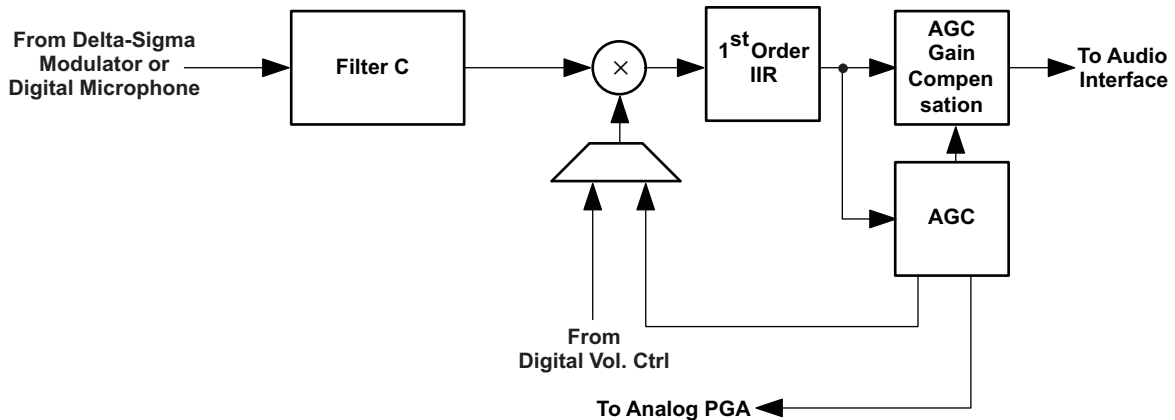 From Delta-Sigma
Modulator or
Digital Microphone
Filter C
×
1st Order
IIR
AGC
Gain
Compen
sation
To Audio
Interface
AGC
From
Digital Vol. Ctrl
To Analog PGA